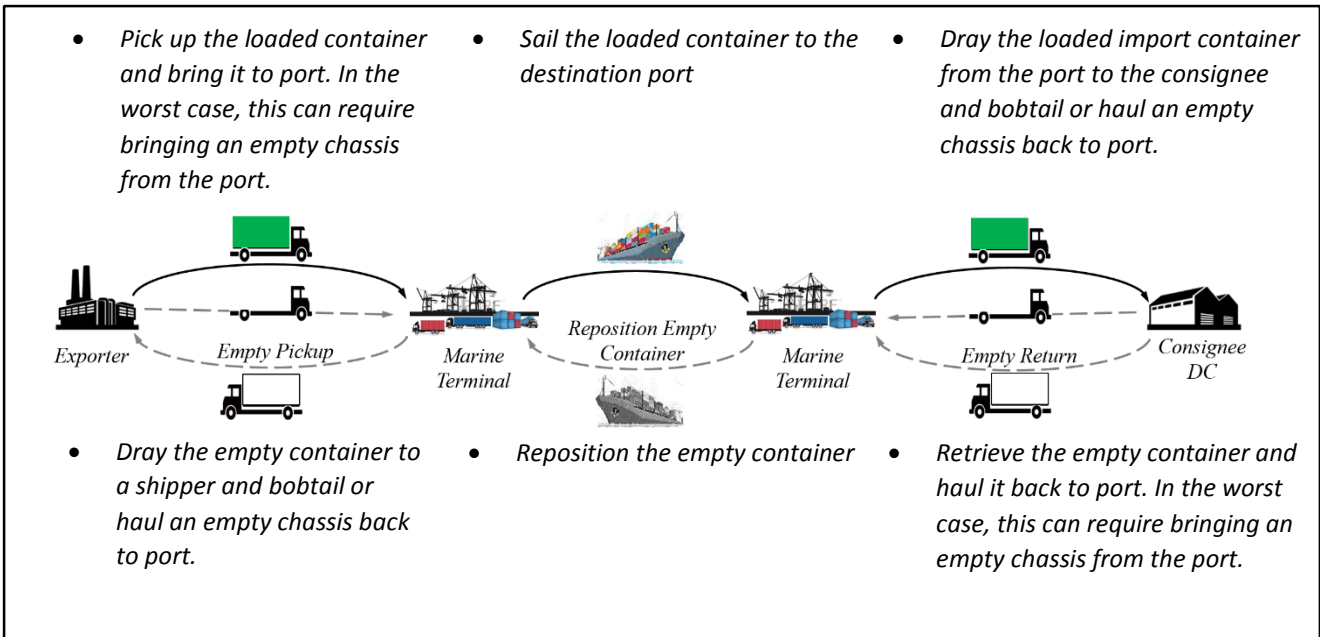 • Pick up the loaded container
and bring it to port. In the
worst case, this can require
bringing an empty chassis
from the port.
• Sail the loaded container to the
destination port
• Dray the loaded import container
from the port to the consignee
and bobtail or haul an empty
chassis back to port.
Exporter
Empty Pickup
Marine
Terminal
Reposition Empty
Container
Marine
Terminal
Empty Return
Consignee
DC
• Dray the empty container to
a shipper and bobtail or
haul an empty chassis back
to port.
• Reposition the empty container
• Retrieve the empty container and
haul it back to port. In the worst
case, this can require bringing an
empty chassis from the port.